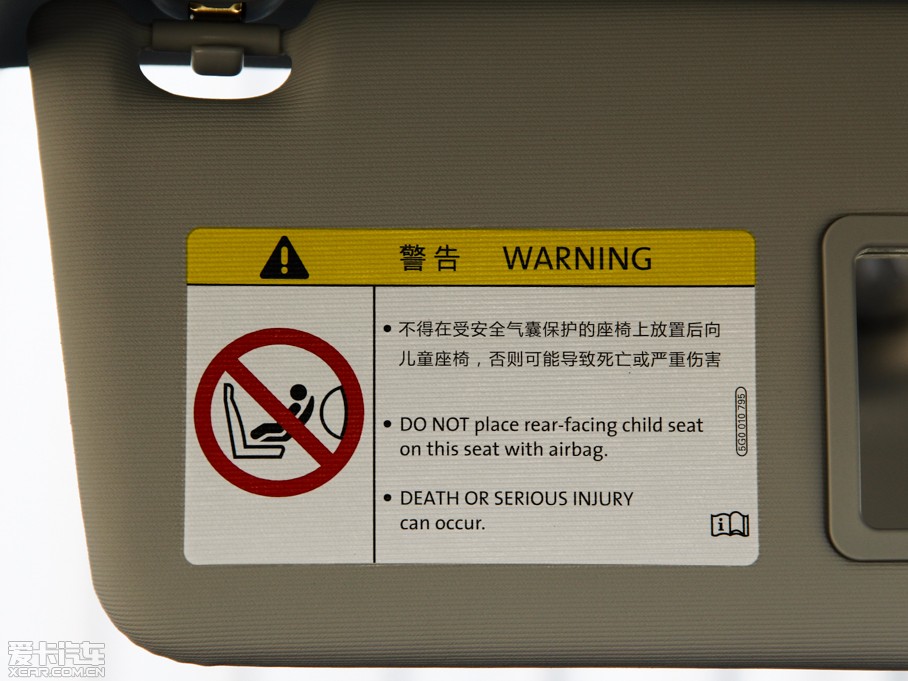 警告 WARNING
• 不得在受安全气囊保护的座椅上放置后向
儿童座椅，否则可能导致死亡或严重伤害
• DO NOT place rear-facing child seat
on this seat with airbag.
• DEATH OR SERIOUS INJURY
can occur.
5G0 010 795
i
爱卡汽车
XCAR.COM.CN